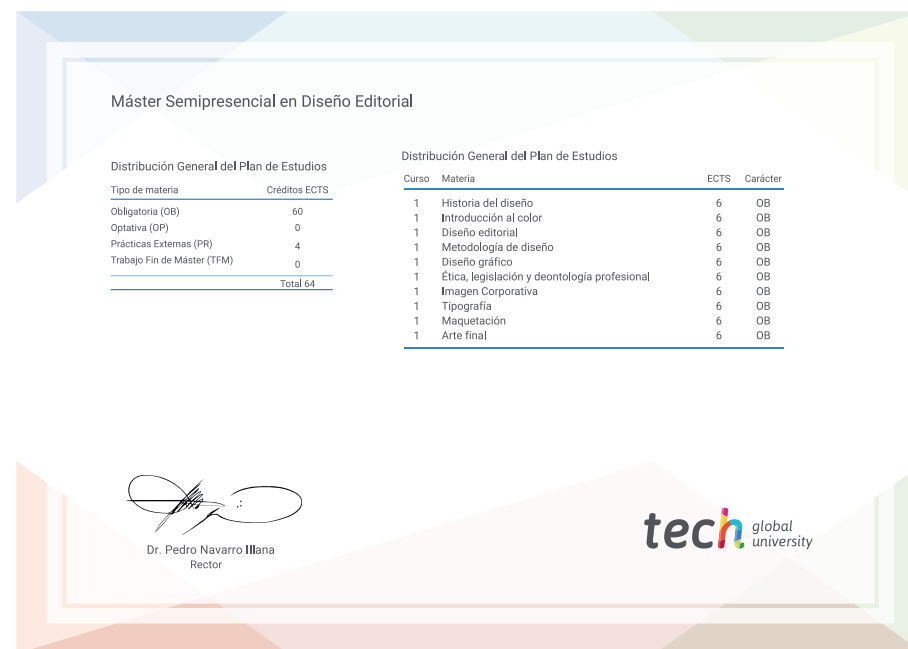 Máster Semipresencial en Diseño Editorial
Distribución General del Plan de Estudios
Tipo de materia Créditos ECTS
Obligatoria (OB) 60
Optativa (OP) 0
Prácticas Externas (PR) 4
Trabajo Fin de Máster (TFM) 0
Total 64
Distribución General del Plan de Estudios
Curso Materia ECTS Carácter
1 Historia del diseño 6 OB
1 Introducción al color 6 OB
1 Diseño editorial 6 OB
1 Metodología de diseño 6 OB
1 Diseño gráfico 6 OB
1 Ética, legislación y deontología profesional 6 OB
1 Imagen Corporativa 6 OB
1 Tipografía 6 OB
1 Maquetación 6 OB
1 Arte final 6 OB
Dr. Pedro Navarro Illana
Rector
tech global
university